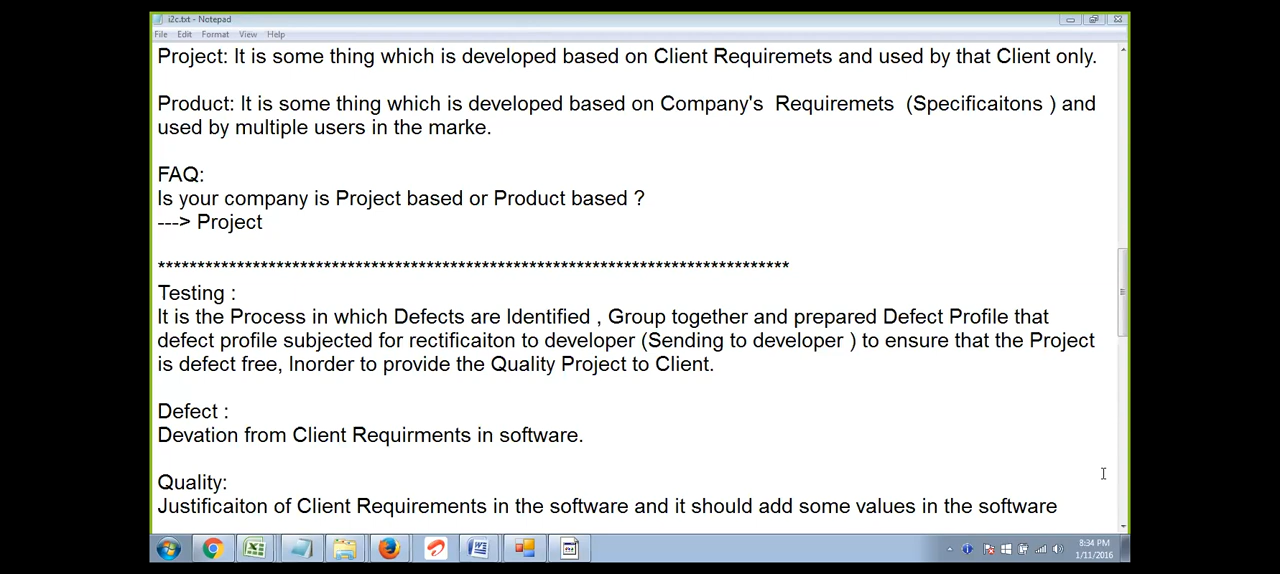 i2c.txt - Notepad
File Edit Format View Help
Project: It is some thing which is developed based on Client Requiremets and used by that Client only.
Product: It is some thing which is developed based on Company's Requiremets (Specificaitons ) and
used by multiple users in the marke.
FAQ:
Is your company is Project based or Product based ?
---> Project
********************************************************************************
Testing :
It is the Process in which Defects are Identified , Group together and prepared Defect Profile that
defect profile subjected for rectificaiton to developer (Sending to developer ) to ensure that the Project
is defect free, Inorder to provide the Quality Project to Client.
Defect :
Devation from Client Requirments in software.
Quality:
Justificaiton of Client Requirements in the software and it should add some values in the software
8:34 PM
1/11/2016